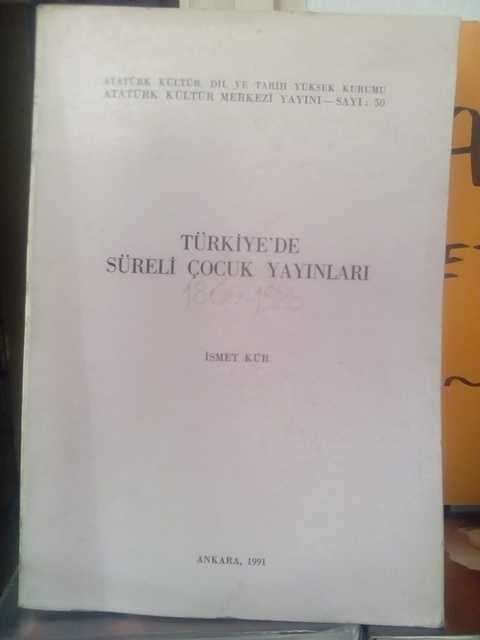 ATATÜRK KÜLTÜR, DİL VE TARİH YÜKSEK KURUMU
ATATÜRK KÜLTÜR MERKEZİ YAYINI — SAYI: 50
TÜRKİYE'DE
SÜRELİ ÇOCUK YAYINLARI
İSMET KÜR
ANKARA, 1991